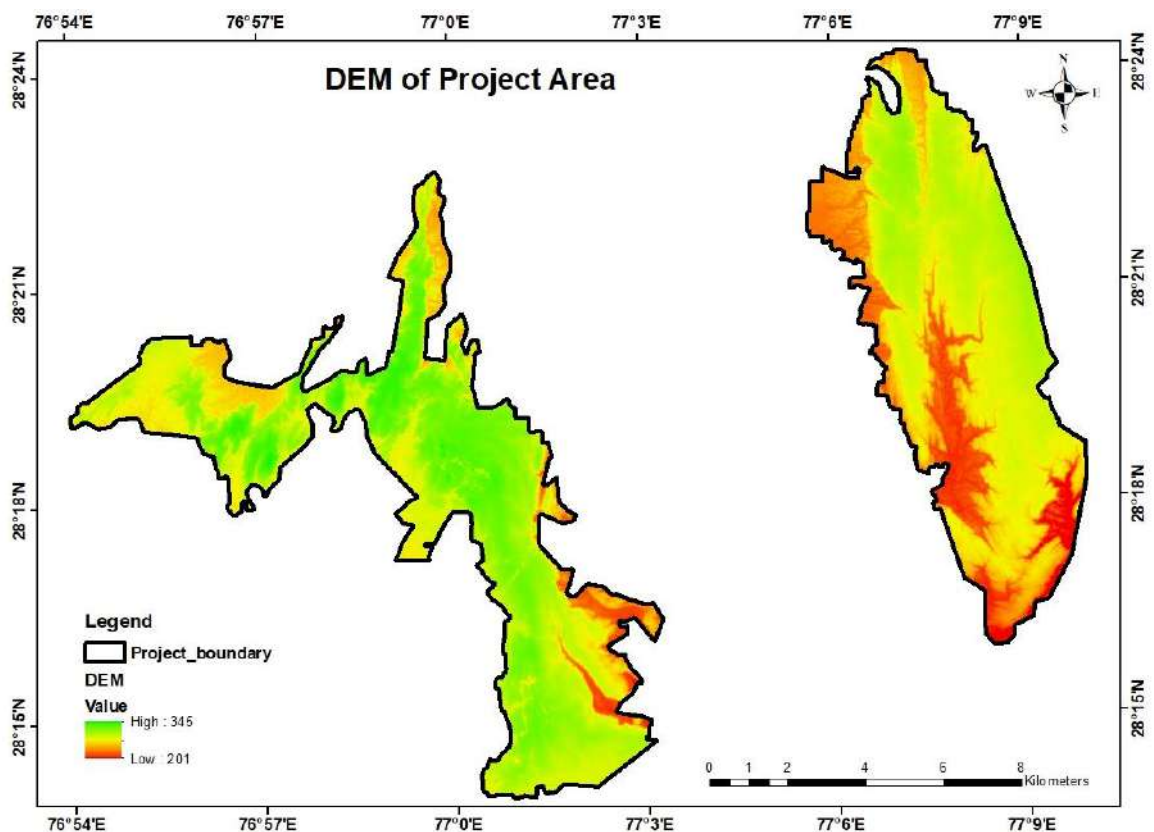 76°54'E 76°57'E 77°0'E 77°3'E 77°6'E 77°9'E
DEM of Project Area
N
W E
S
28°24'N 28°24'N
28°21'N 28°21'N
28°18'N 28°18'N
28°15'N 28°15'N
Legend
Project_boundary
DEM
Value
High : 345
Low : 201
0 1 2 4 6 8
Kilometers
76°54'E 76°57'E 77°0'E 77°3'E 77°6'E 77°9'E